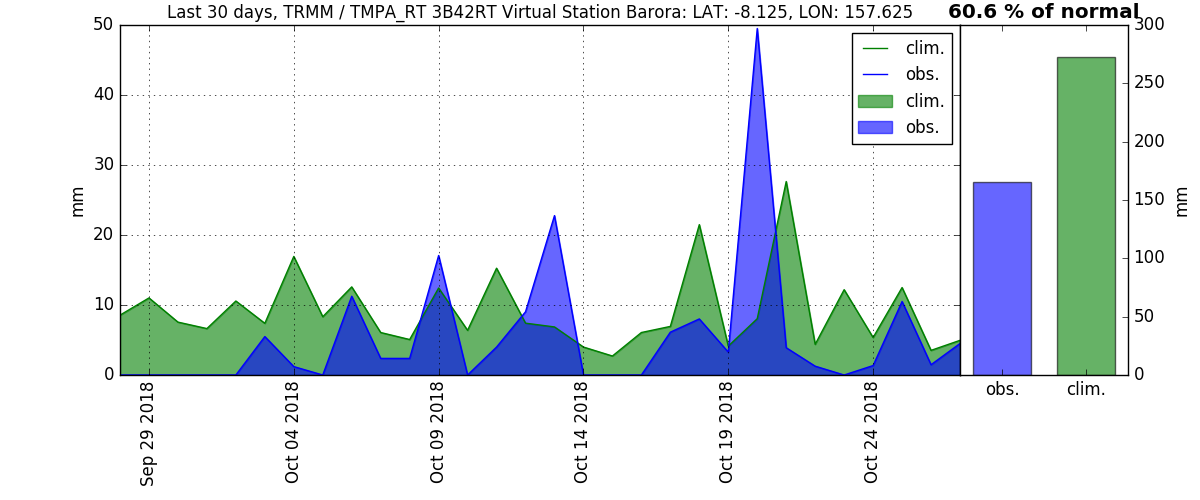 Last 30 days, TRMM / TMPA_RT 3B42RT Virtual Station Barora: LAT: -8.125, LON: 157.625
60.6 % of normal
50
40
30
20
10
0
mm
clim.
obs.
clim.
obs.
300
250
200
150
100
50
0
mm
Sep 29 2018
Oct 04 2018
Oct 09 2018
Oct 14 2018
Oct 19 2018
Oct 24 2018
obs.
clim.